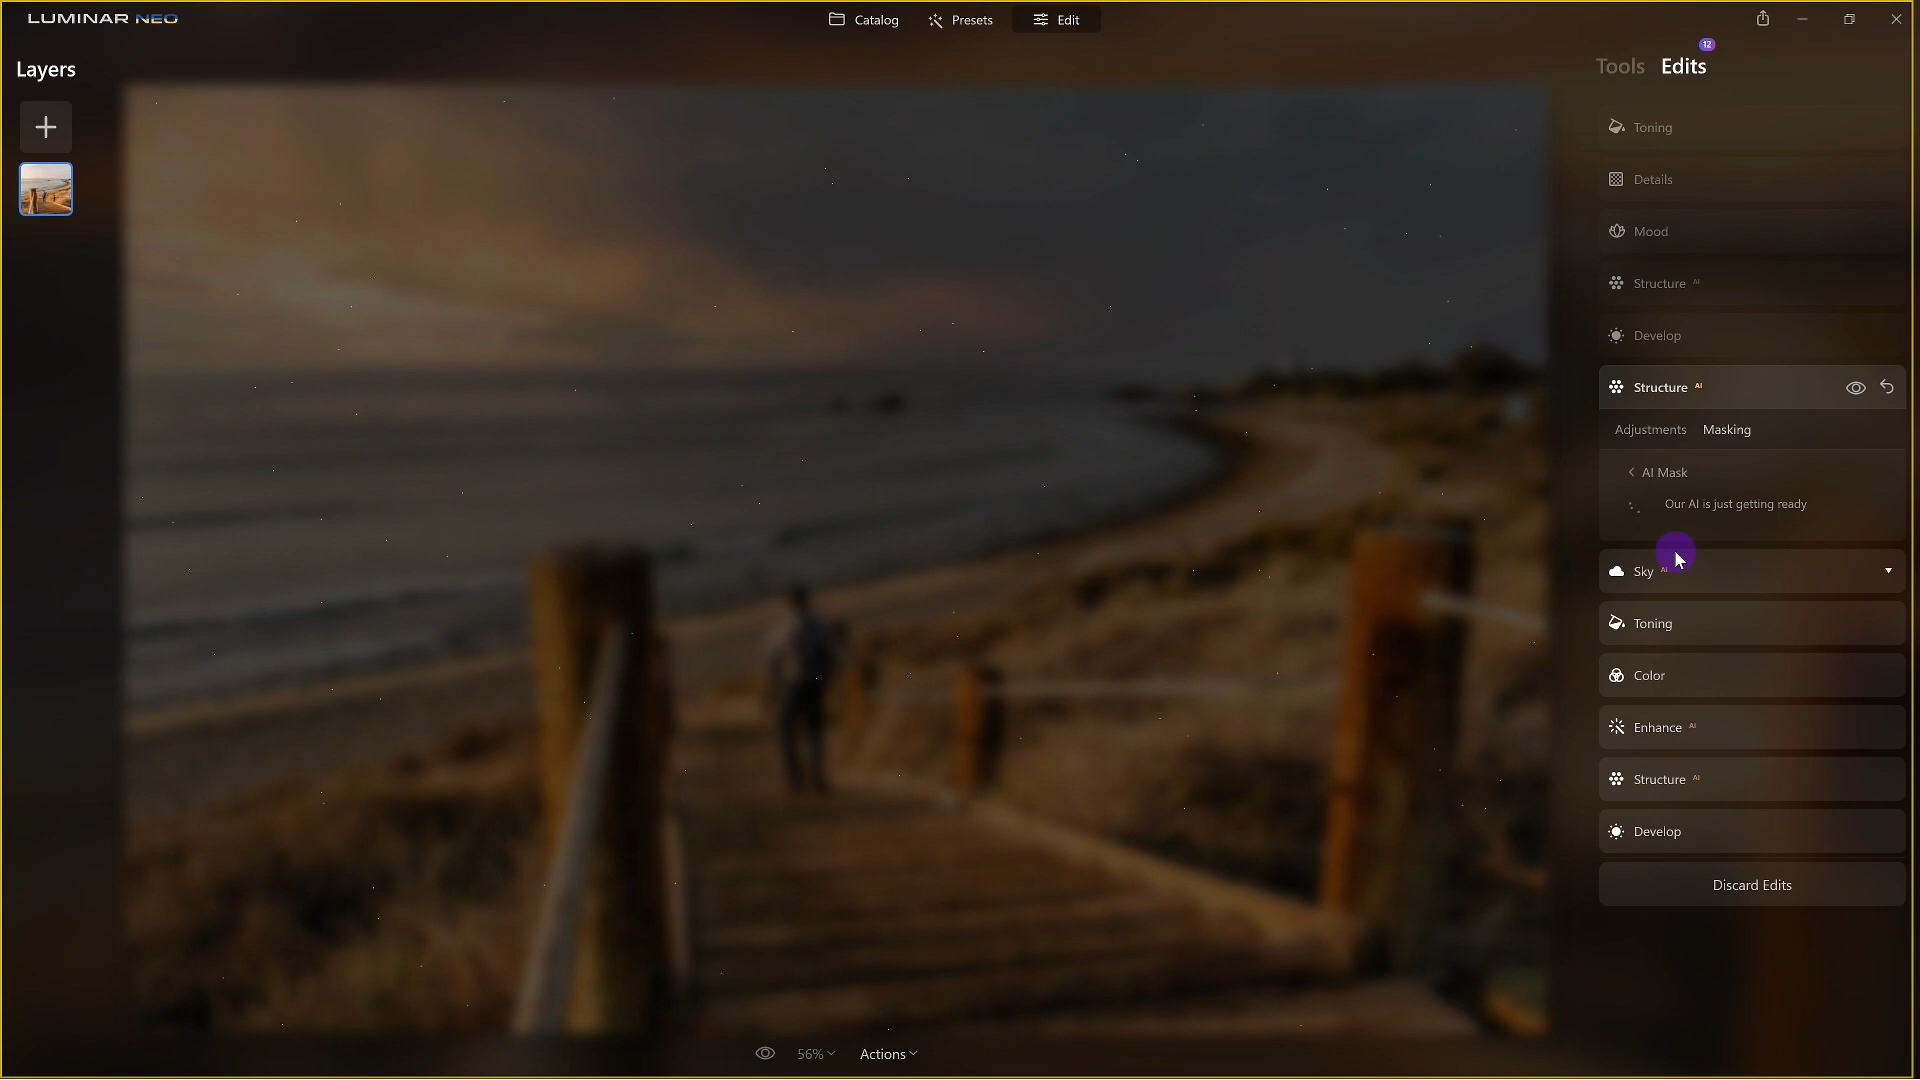 LUMINAR NEO
Catalog
Presets
Edit
Layers
12
Tools
Edits
Toning
Details
Mood
Structure AI
Develop
Structure AI
Adjustments
Masking
AI Mask
Our AI is just getting ready
Sky AI
Toning
Color
Enhance AI
Structure AI
Develop
Discard Edits
56%
Actions